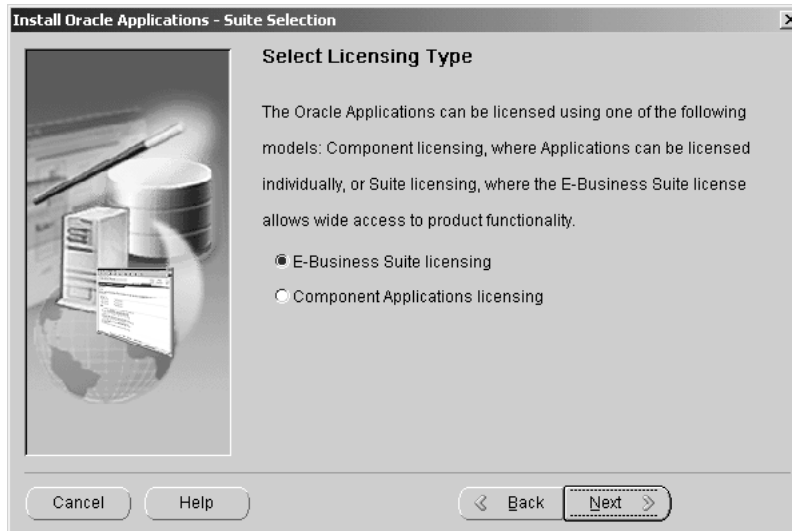 Install Oracle Applications - Suite Selection
Select Licensing Type
The Oracle Applications can be licensed using one of the following
models: Component licensing, where Applications can be licensed
individually, or Suite licensing, where the E-Business Suite license
allows wide access to product functionality.
E-Business Suite licensing
Component Applications licensing
Cancel
Help
Back
Next